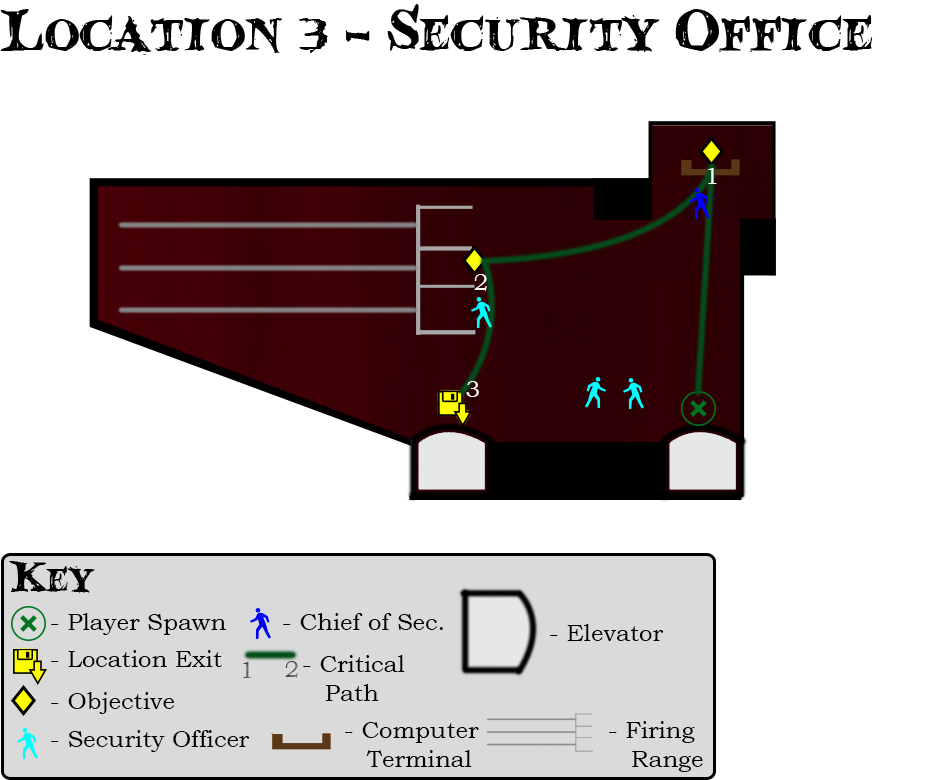 Location 3 - Security Office
1
2
3
Key
- Player Spawn
- Chief of Sec.
- Elevator
- Location Exit
1 2
- Critical
Path
- Objective
- Security Officer
- Computer
Terminal
- Firing
Range